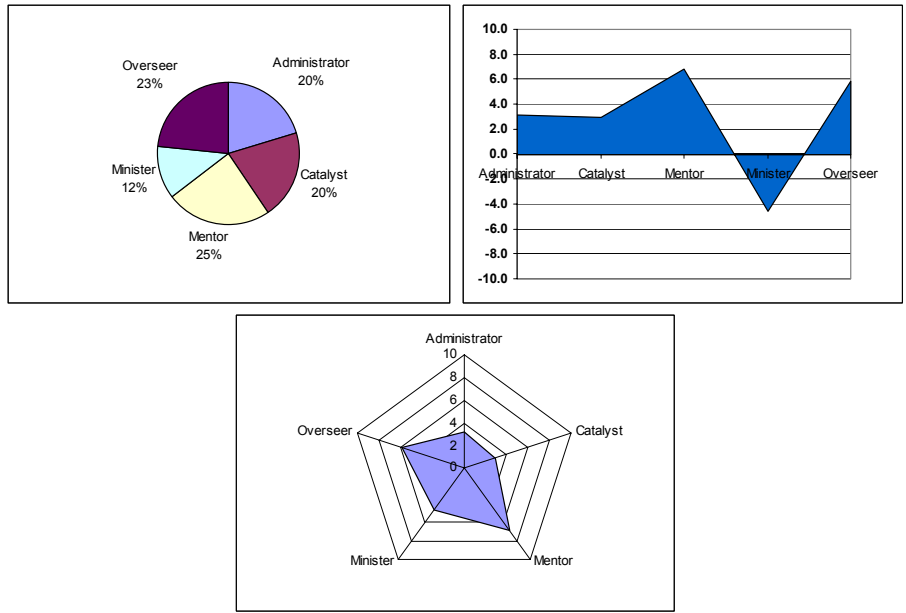 Overseer
23%
Administrator
20%
Minister
12%
Catalyst
20%
Mentor
25%
10.0
8.0
6.0
4.0
2.0
0.0
-2.0
-4.0
-6.0
-8.0
-10.0
Administrator
Catalyst
Mentor
Minister
Overseer
Administrator
10
8
6
4
2
0
Overseer
Catalyst
Minister
Mentor